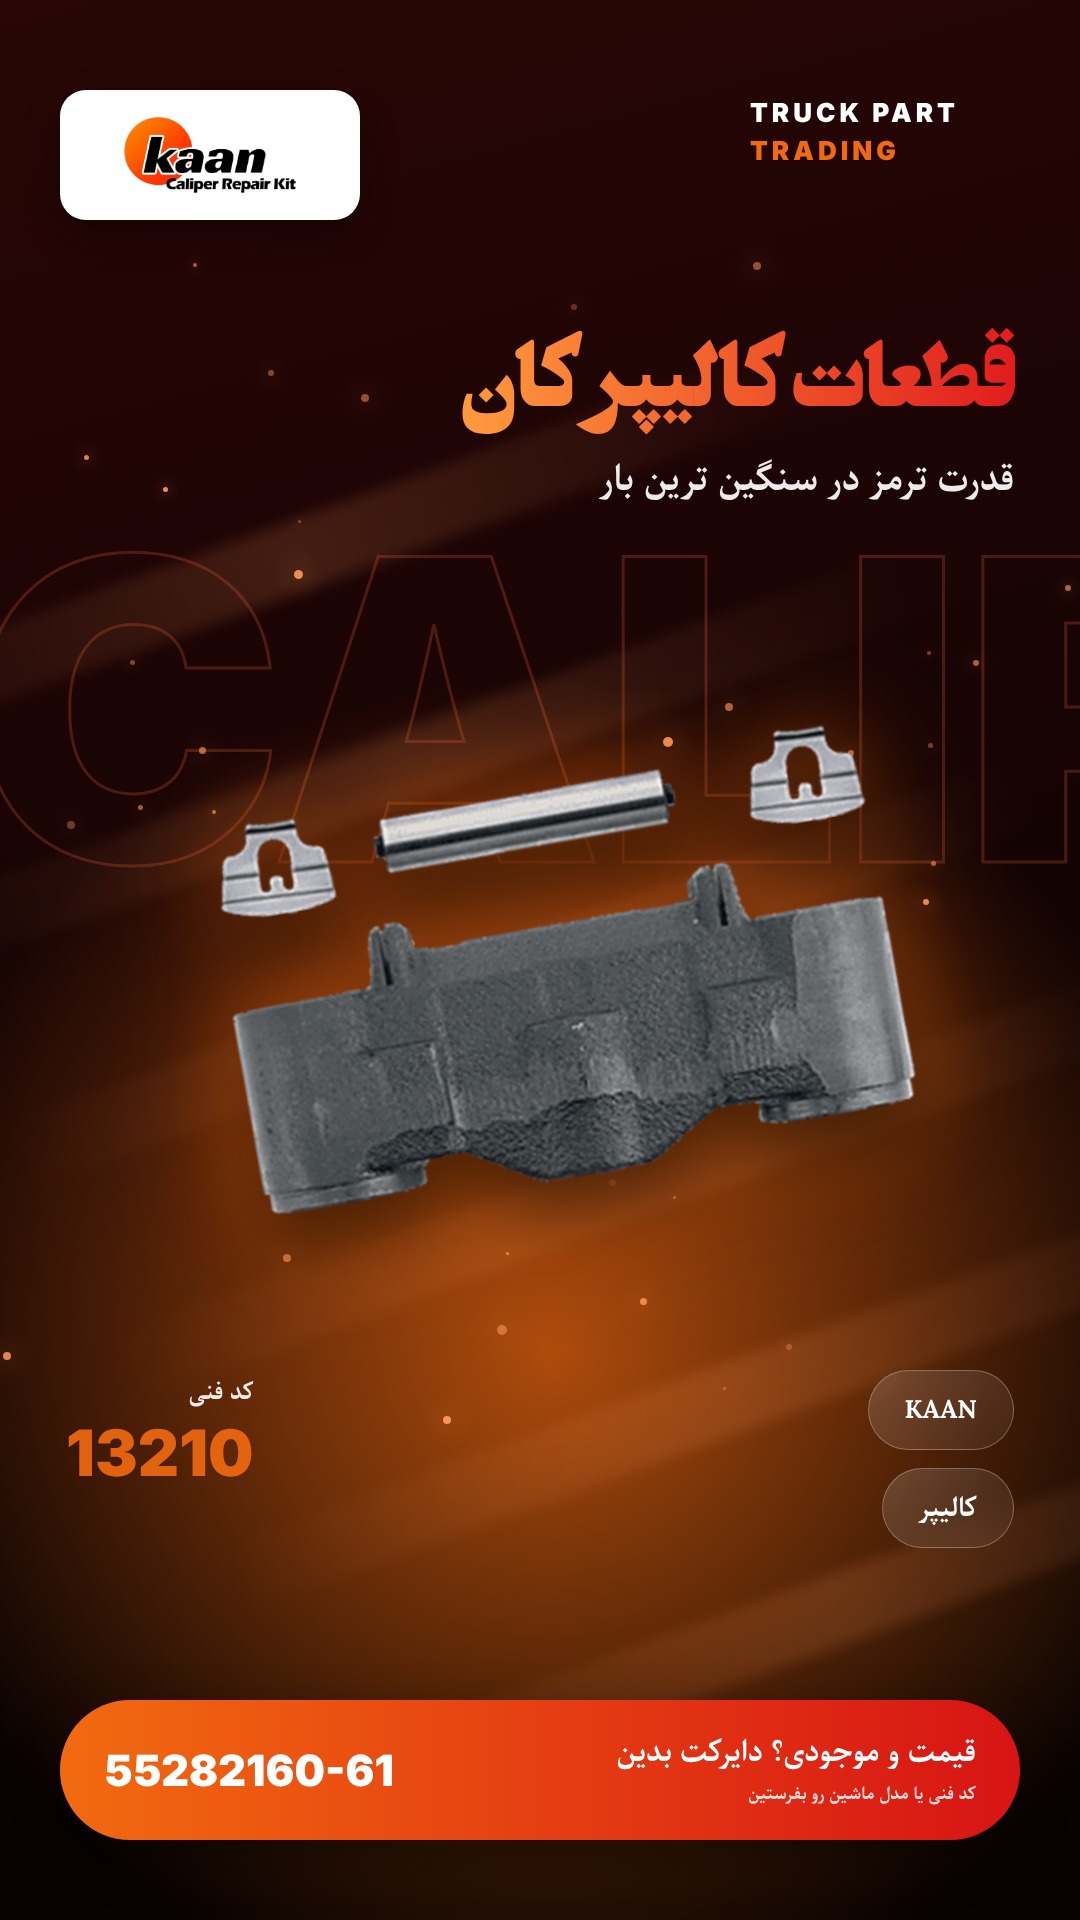 kaan
Caliper Repair Kit
TRUCK PART
TRADING
قطعات کالیپر کان
قدرت ترمز در سنگین ترین بار
CALIP
کد فنی
13210
KAAN
کالیپر
قیمت و موجودی؟ دایرکت بدین
کد فنی یا مدل ماشین رو بفرستین
55282160-61